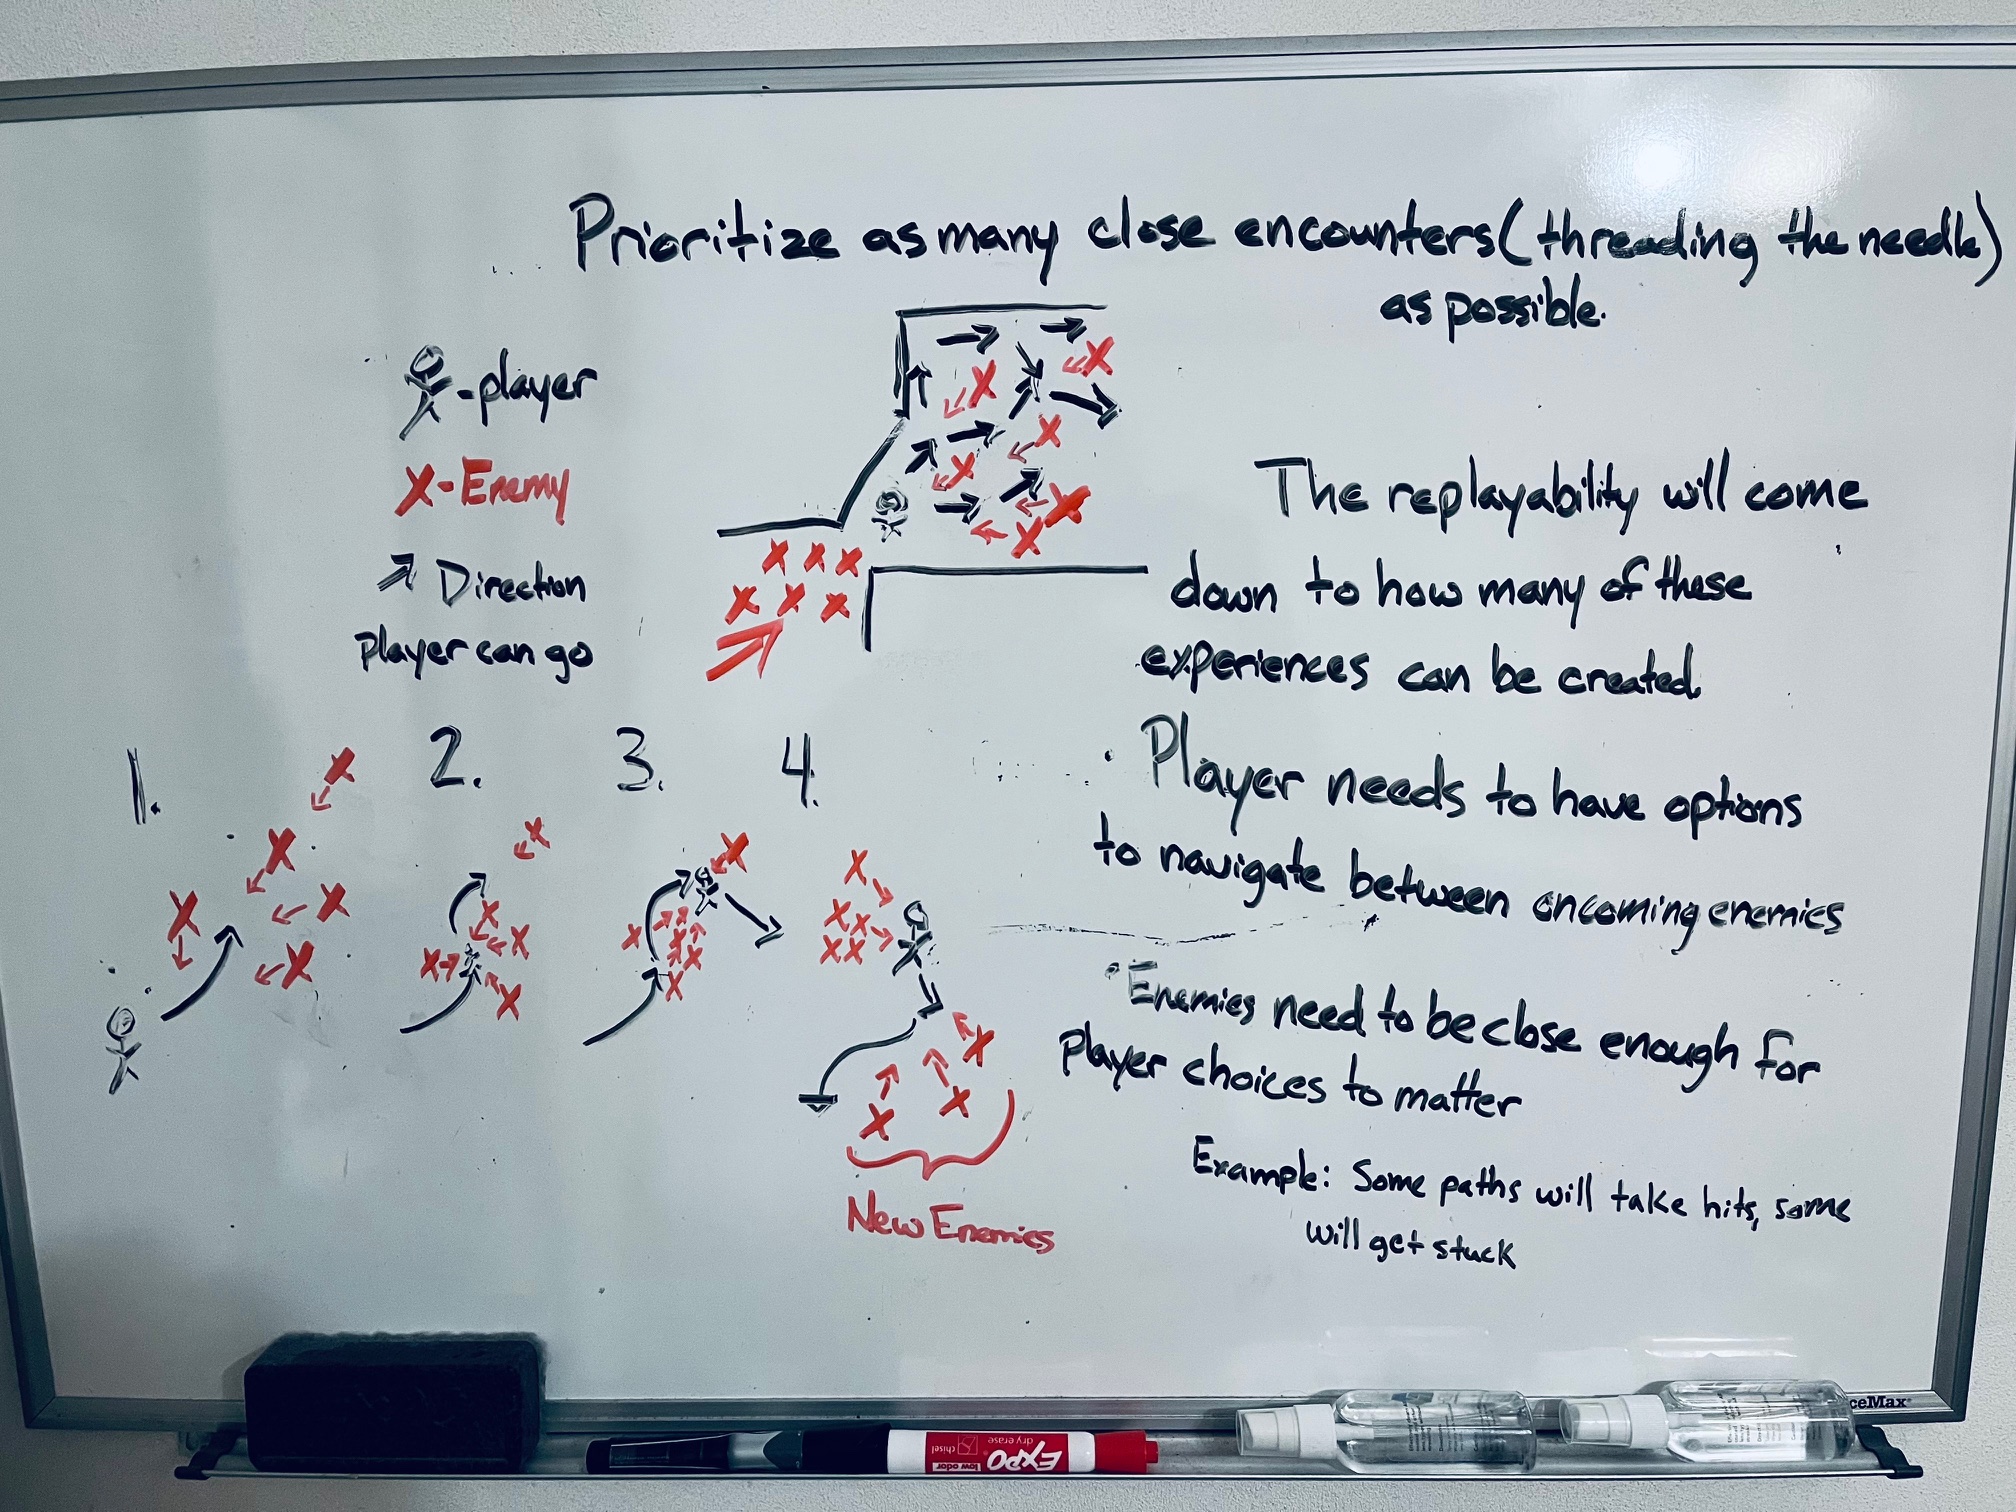 Prioritize as many close encounters (threading the needle)
as possible.
-player
X-Enemy
Direction
Player can go
The replayability will come
down to how many of these
experiences can be created.
1.
2.
3.
4.
· Player needs to have options
to navigate between oncoming enemies
· Enemies need to be close enough for
Player choices to matter
Example: Some paths will take hits, some
will get stuck
New Enemies
ceMax
EXPO
dry erase
chisel
low odor